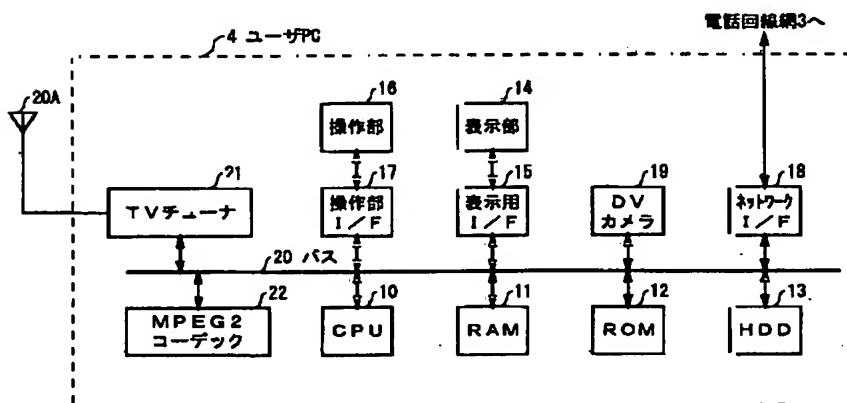 電話回線網3へ
4 ユーザPC
20A
16
14
操作部
表示部
21
17
15
19
18
TVチューナ
操作部
I/F
表示用
I/F
DV
カメラ
ネットワーク
I/F
20 バス
22
10
11
12
13
MPEG2
コーデック
CPU
RAM
ROM
HDD